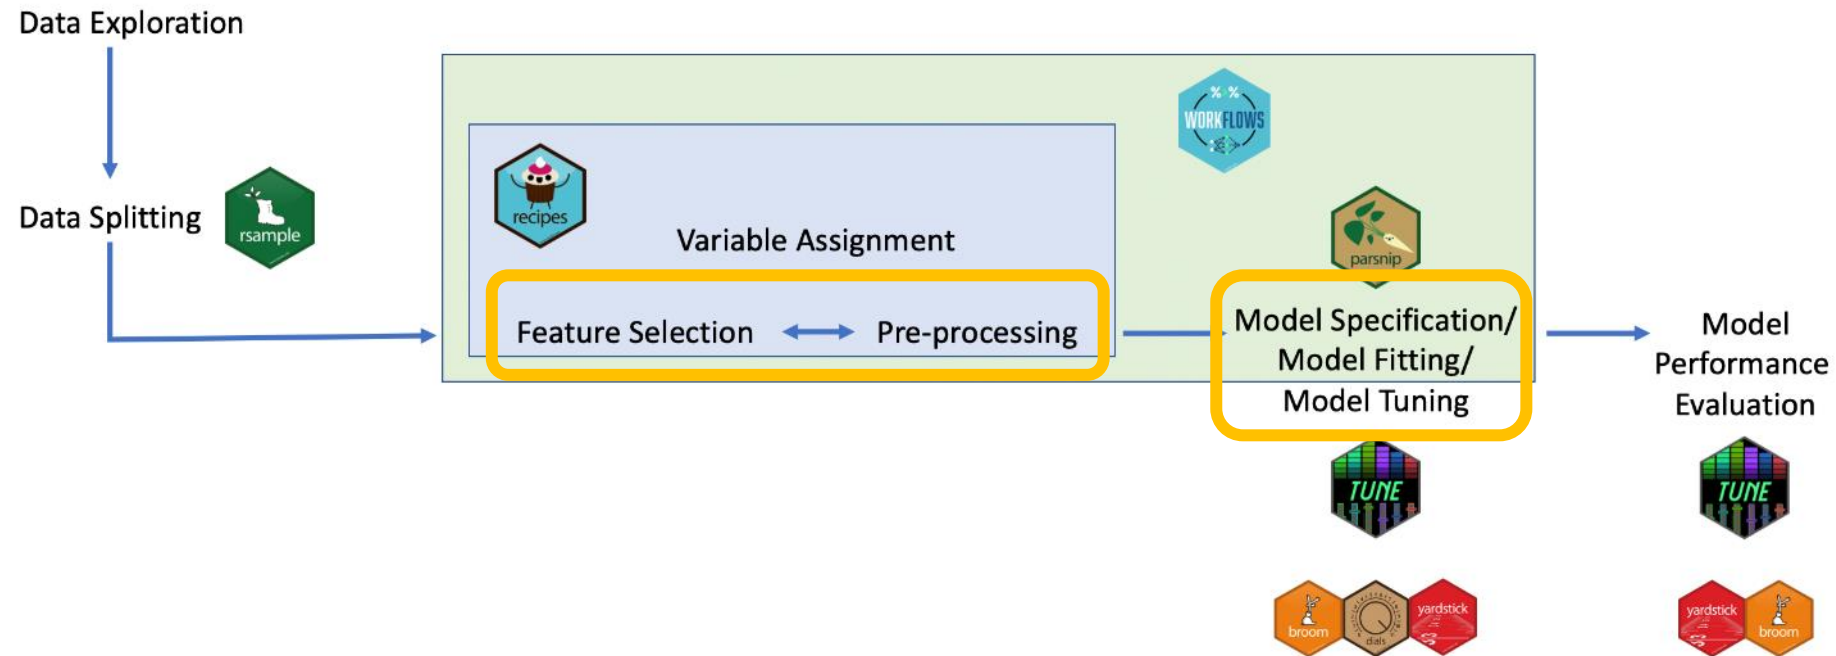 Data Exploration
% % 
WORKFLOWS
recipes
Data Splitting
rsample
Variable Assignment
parsnip
Feature Selection
Pre-processing
Model Specification/
Model Fitting/
Model Tuning
Model
Performance
Evaluation
TUNE
TUNE
broom
dials
yardstick
yardstick
broom